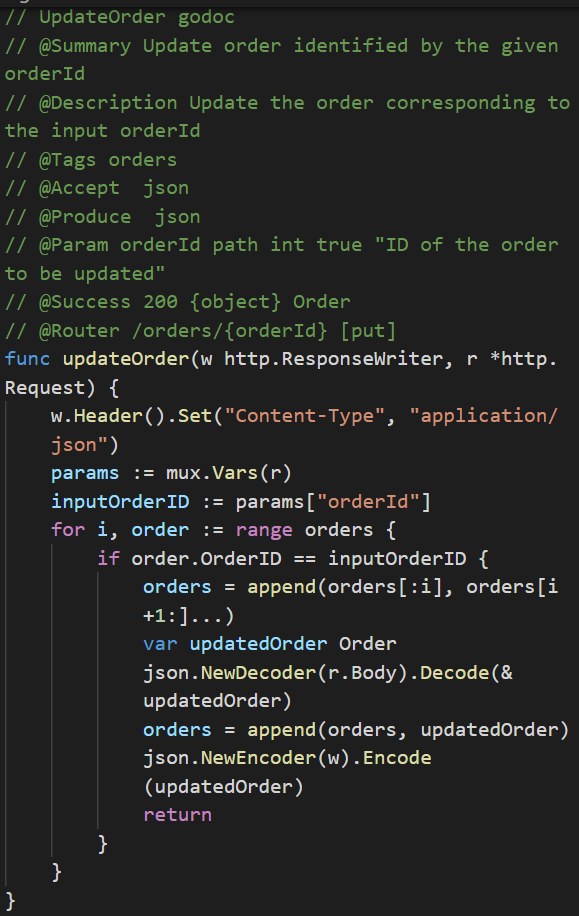 // UpdateOrder godoc
// @Summary Update order identified by the given
orderId
// @Description Update the order corresponding to
the input orderId
// @Tags orders
// @Accept  json
// @Produce  json
// @Param orderId path int true "ID of the order
to be updated"
// @Success 200 {object} Order
// @Router /orders/{orderId} [put]
func updateOrder(w http.ResponseWriter, r *http.
Request) {
    w.Header().Set("Content-Type", "application/
    json")
    params := mux.Vars(r)
    inputOrderID := params["orderId"]
    for i, order := range orders {
        if order.OrderID == inputOrderID {
            orders = append(orders[:i], orders[i
            +1:]...)
            var updatedOrder Order
            json.NewDecoder(r.Body).Decode(&
            updatedOrder)
            orders = append(orders, updatedOrder)
            json.NewEncoder(w).Encode
            (updatedOrder)
            return
        }
    }
}